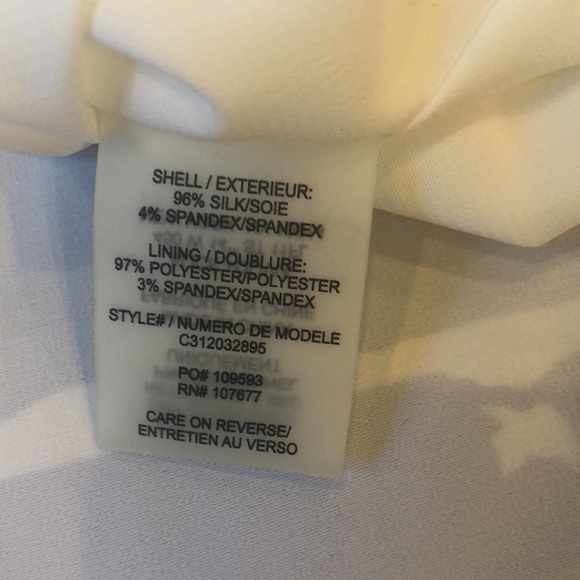 SHELL / EXTERIEUR:
96% SILK/SOIE
4% SPANDEX/SPANDEX
LINING / DOUBLURE:
97% POLYESTER/POLYESTER
3% SPANDEX/SPANDEX
STYLE# / NUMERO DE MODELE
C312032895
PO# 109593
RN# 107677
CARE ON REVERSE/
ENTRETIEN AU VERSO